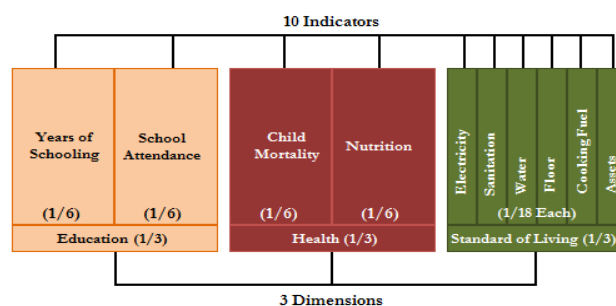 10 Indicators
Years of
Schooling
(1/6)
School
Attendance
(1/6)
Education (1/3)
Child
Mortality
(1/6)
Nutrition
(1/6)
Health (1/3)
Electricity
Sanitation
Water
Floor
Cooking Fuel
Assets
(1/18 Each)
Standard of Living (1/3)
3 Dimensions